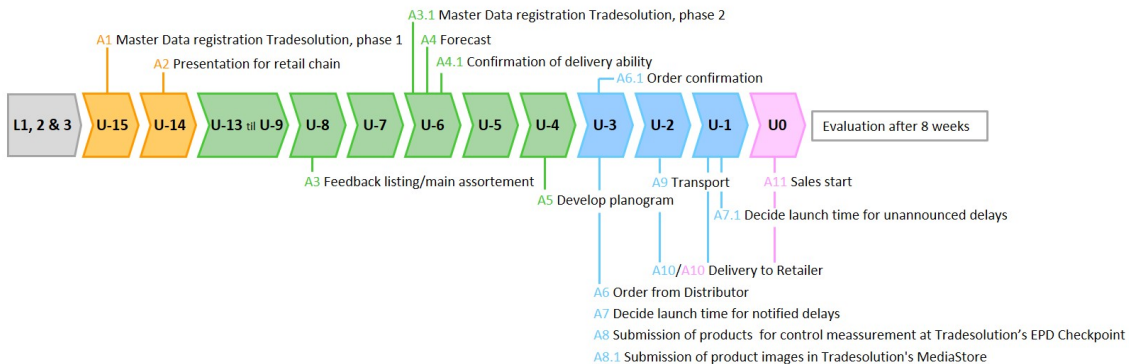 A3.1 Master Data registration Tradesolution, phase 2
A1 Master Data registration Tradesolution, phase 1
A4 Forecast
A2 Presentation for retail chain
A4.1 Confirmation of delivery ability
A6.1 Order confirmation
L1, 2 & 3
U-15
U-14
U-13 til U-9
U-8
U-7
U-6
U-5
U-4
U-3
U-2
U-1
U0
Evaluation after 8 weeks
A3 Feedback listing/main assortement
A9 Transport
A11 Sales start
A5 Develop planogram
A7.1 Decide launch time for unannounced delays
A10/A10 Delivery to Retailer
A6 Order from Distributor
A7 Decide launch time for notified delays
A8 Submission of products for control meassurement at Tradesolution's EPD Checkpoint
A8.1 Submission of product images in Tradesolution's MediaStore